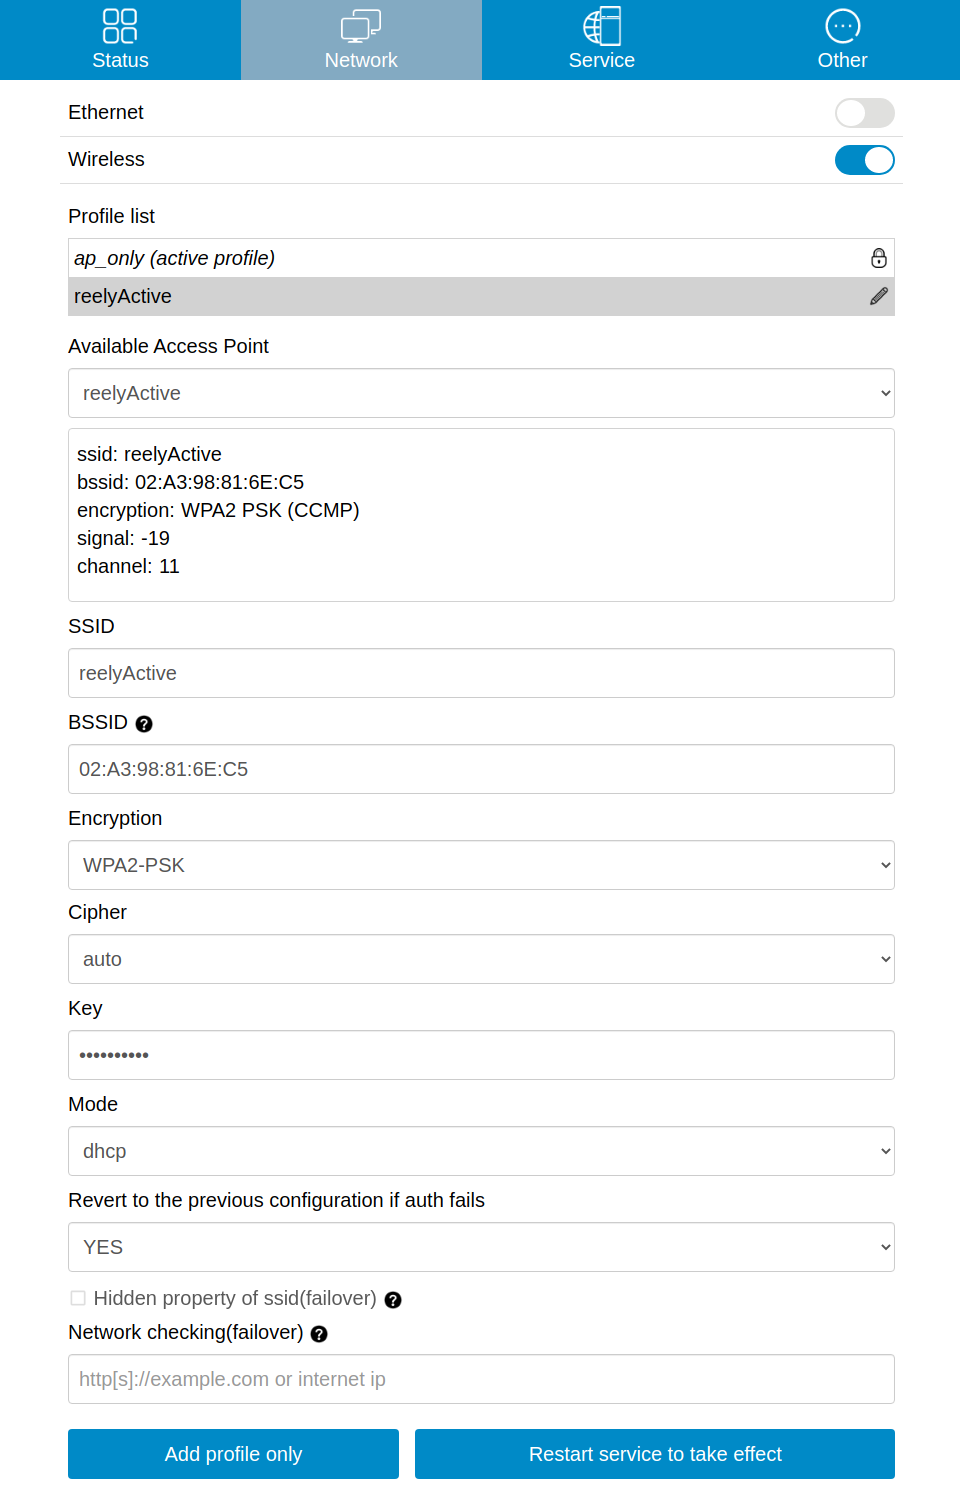 Status Network Service Other
Ethernet
Wireless
Profile list
ap_only (active profile)
reelyActive
Available Access Point
reelyActive
ssid: reelyActive
bssid: 02:A3:98:81:6E:C5
encryption: WPA2 PSK (CCMP)
signal: -19
channel: 11
SSID
reelyActive
BSSID ?
02:A3:98:81:6E:C5
Encryption
WPA2-PSK
Cipher
auto
Key
••••••••••
Mode
dhcp
Revert to the previous configuration if auth fails
YES
Hidden property of ssid(failover) ?
Network checking(failover) ?
http[s]://example.com or internet ip
Add profile only Restart service to take effect